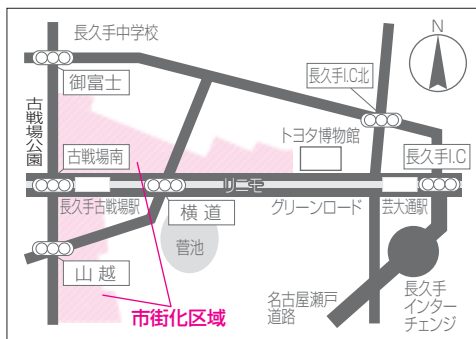 長久手中学校
N
御富士
長久手I.C北
古戦場公園
トヨタ博物館
古戦場南
長久手I.C
リニモ
長久手古戦場駅
横道
グリーンロード
芸大通駅
菅池
山越
市街化区域
名古屋瀬戸
道路
長久手
インター
チェンジ